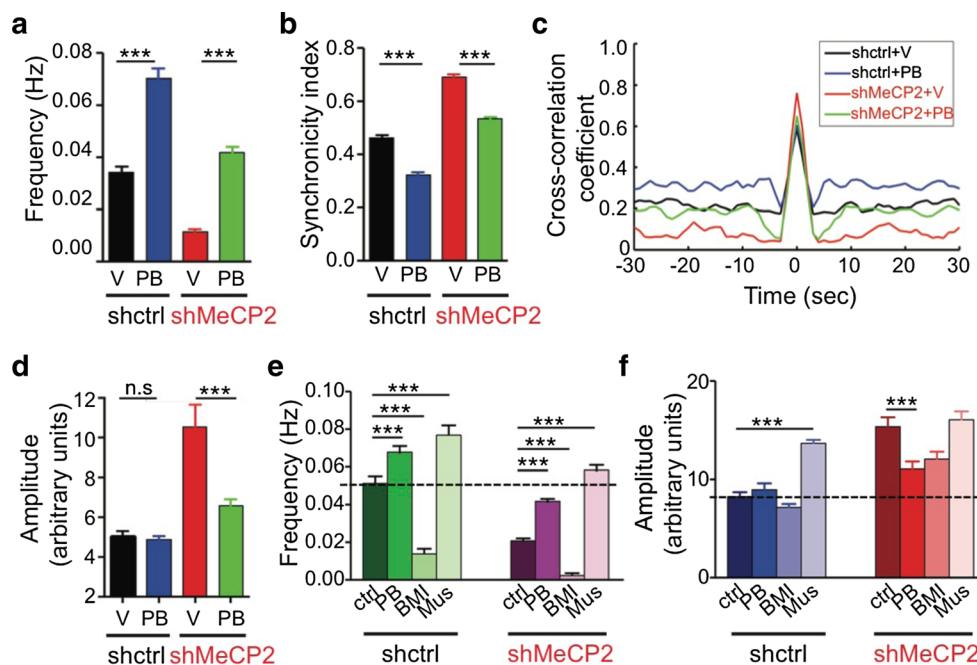 a
Frequency (Hz)
0.08
0.06
0.04
0.02
0.00
*** ***
V PB V PB
shctrl shMeCP2
b
Synchronicity index
0.8
0.6
0.4
0.2
0.0
*** ***
V PB V PB
shctrl shMeCP2
c
Cross-correlation
coefficient
1.0
0.8
0.6
0.4
0.2
0
shctrl+V
shctrl+PB
shMeCP2+V
shMeCP2+PB
-30 -20 -10 0 10 20 30
Time (sec)
d
Amplitude
(arbitrary units)
12
10
8
6
4
2
n.s ***
V PB V PB
shctrl shMeCP2
e
Frequency (Hz)
0.10
0.08
0.06
0.04
0.02
0.00
***
***
***
***
***
***
ctrl PB BMI Mus ctrl PB BMI Mus
shctrl shMeCP2
f
Amplitude
(arbitrary units)
20
10
0
*** ***
ctrl PB BMI Mus ctrl PB BMI Mus
shctrl shMeCP2